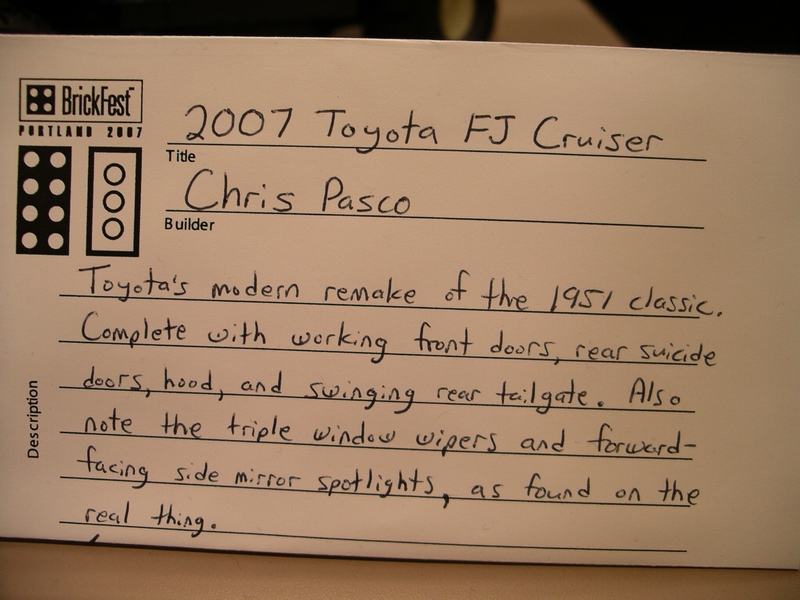 BrickFest™
PORTLAND 2007
2007 Toyota FJ Cruiser
Title
Chris Pasco
Builder
Description
Toyota's modern remake of the 1951 classic.
Complete with working front doors, rear suicide
doors, hood, and swinging rear tailgate. Also
note the triple window wipers and forward-
facing side mirror spotlights, as found on the
real thing.